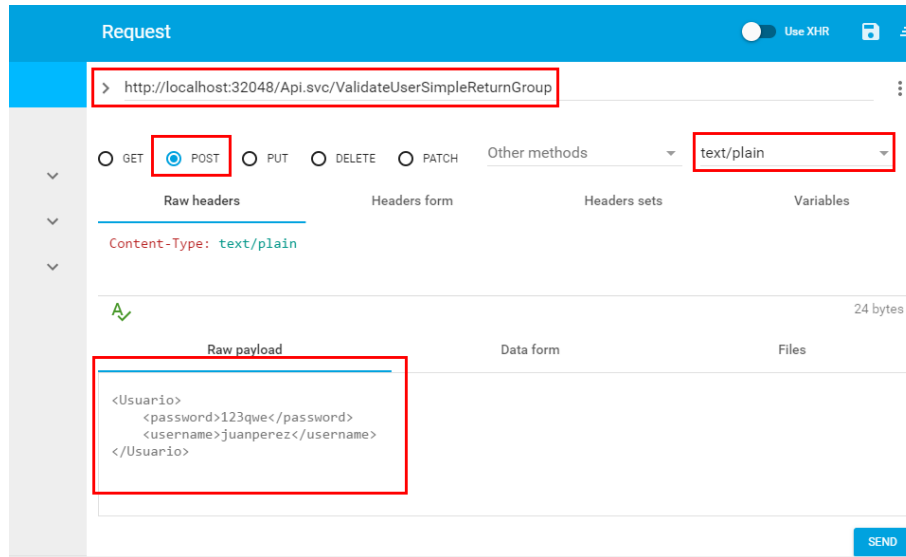 Request
Use XHR
http://localhost:32048/Api.svc/ValidateUserSimpleReturnGroup
GET POST PUT DELETE PATCH Other methods text/plain
Raw headers Headers form Headers sets Variables
Content-Type: text/plain
24 bytes
Raw payload Data form Files
<Usuario>
    <password>123qwe</password>
    <username>juanperez</username>
</Usuario>
SEND